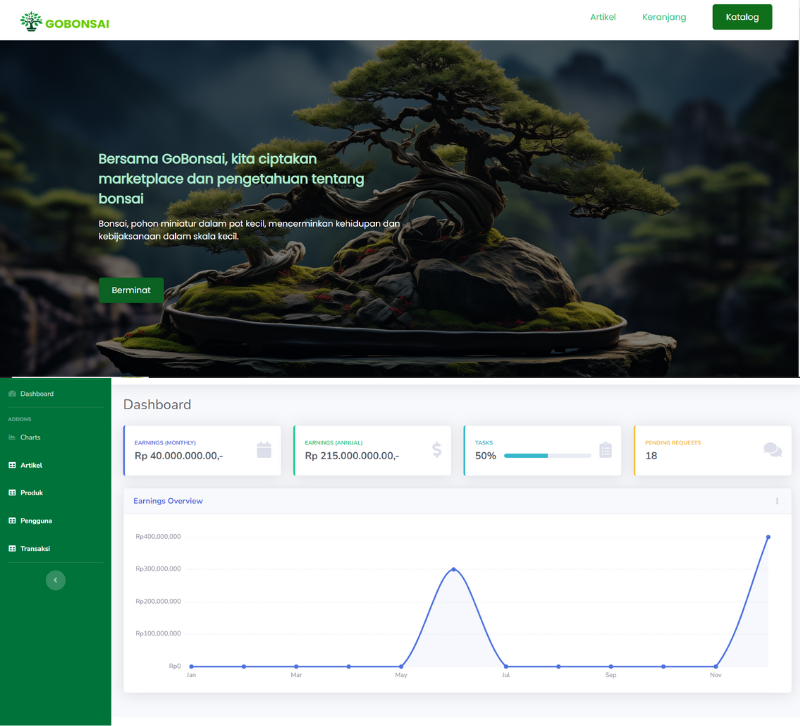 GOBONSAI
Artikel
Keranjang
Katalog
Bersama GoBonsai, kita ciptakan
marketplace dan pengetahuan tentang
bonsai
Bonsai, pohon miniatur dalam pot kecil, mencerminkan kehidupan dan
kebijaksanaan dalam skala kecil.
Berminat
Dashboard
ADDONS
Charts
Artikel
Produk
Pengguna
Transaksi
Dashboard
EARNINGS (MONTHLY)
Rp 40.000.000.00,-
EARNINGS (ANNUAL)
Rp 215.000.000.00,-
TASKS
50%
PENDING REQUESTS
18
Earnings Overview
Rp400,000,000
Rp300,000,000
Rp200,000,000
Rp100,000,000
Rp0
Jan
Mar
May
Jul
Sep
Nov